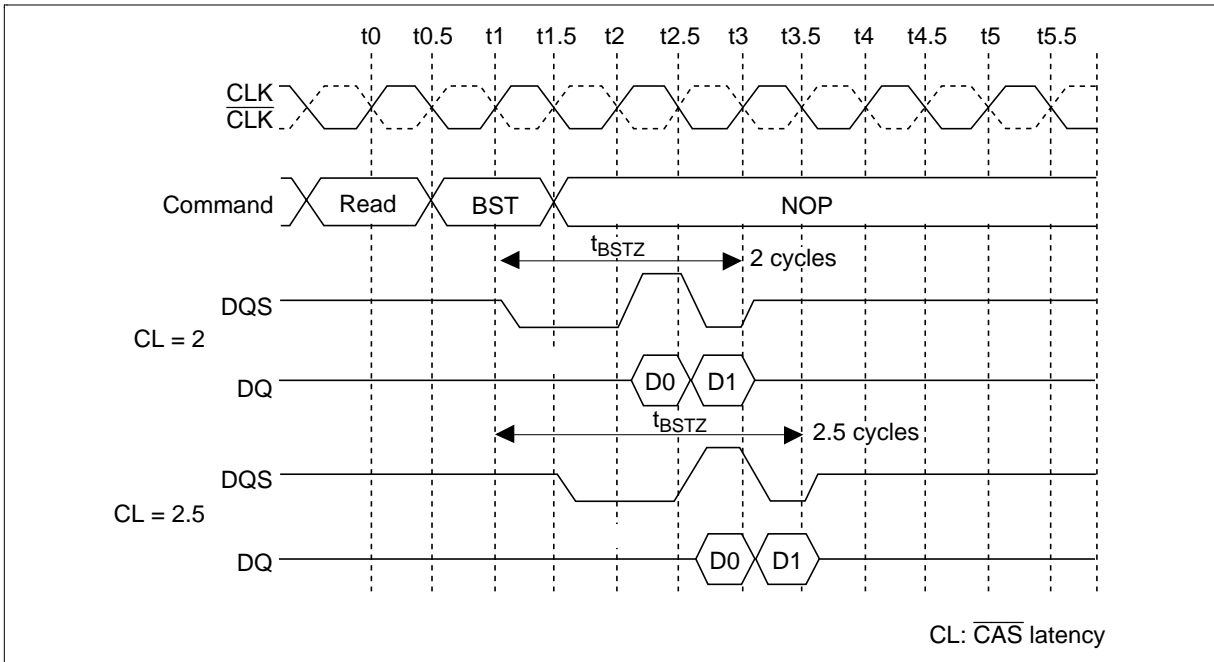 t0 t0.5 t1 t1.5 t2 t2.5 t3 t3.5 t4 t4.5 t5 t5.5
CLK
C̅L̅K̅
Command Read BST NOP
tBSTZ 2 cycles
DQS
CL = 2
DQ D0 D1
tBSTZ 2.5 cycles
DQS
CL = 2.5
DQ D0 D1
CL: C̅A̅S̅ latency